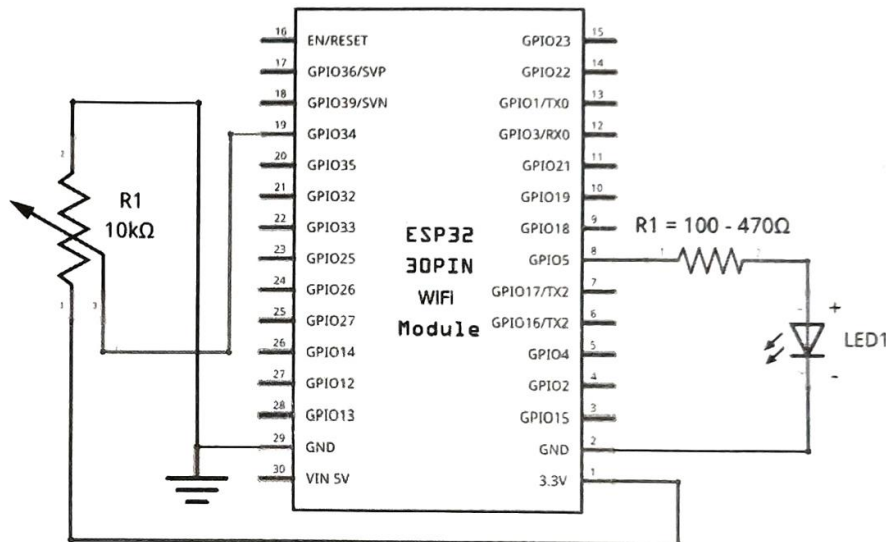 16 EN/RESET
17 GPIO36/SVP
18 GPIO39/SVN
19 GPIO34
20 GPIO35
21 GPIO32
22 GPIO33
23 GPIO25
24 GPIO26
25 GPIO27
26 GPIO14
27 GPIO12
28 GPIO13
29 GND
30 VIN 5V
GPIO23 15
GPIO22 14
GPIO1/TX0 13
GPIO3/RX0 12
GPIO21 11
GPIO19 10
GPIO18 9
GPIO5 8
GPIO17/TX2 7
GPIO16/TX2 6
GPIO4 5
GPIO2 4
GPIO15 3
GND 2
3.3V 1
ESP32
30PIN
WIFI
Module
2
R1
10kΩ
1
3
R1 = 100 - 470Ω
1
2
+
LED1
-